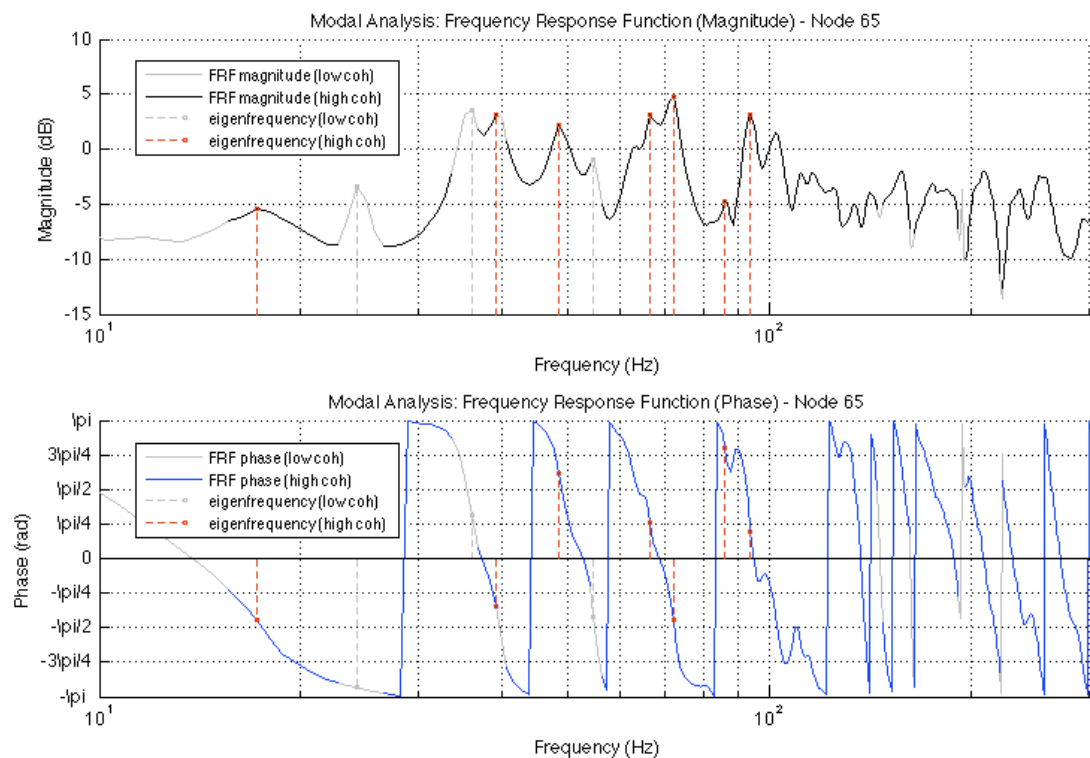 Modal Analysis: Frequency Response Function (Magnitude) - Node 65
10
5
0
-5
-10
-15
Magnitude (dB)
FRF magnitude (low coh)
FRF magnitude (high coh)
eigenfrequency (low coh)
eigenfrequency (high coh)
10^1
10^2
Frequency (Hz)
Modal Analysis: Frequency Response Function (Phase) - Node 65
\pi
3\pi/4
\pi/2
\pi/4
0
-\pi/4
-\pi/2
-3\pi/4
-\pi
Phase (rad)
FRF phase (low coh)
FRF phase (high coh)
eigenfrequency (low coh)
eigenfrequency (high coh)
10^1
10^2
Frequency (Hz)